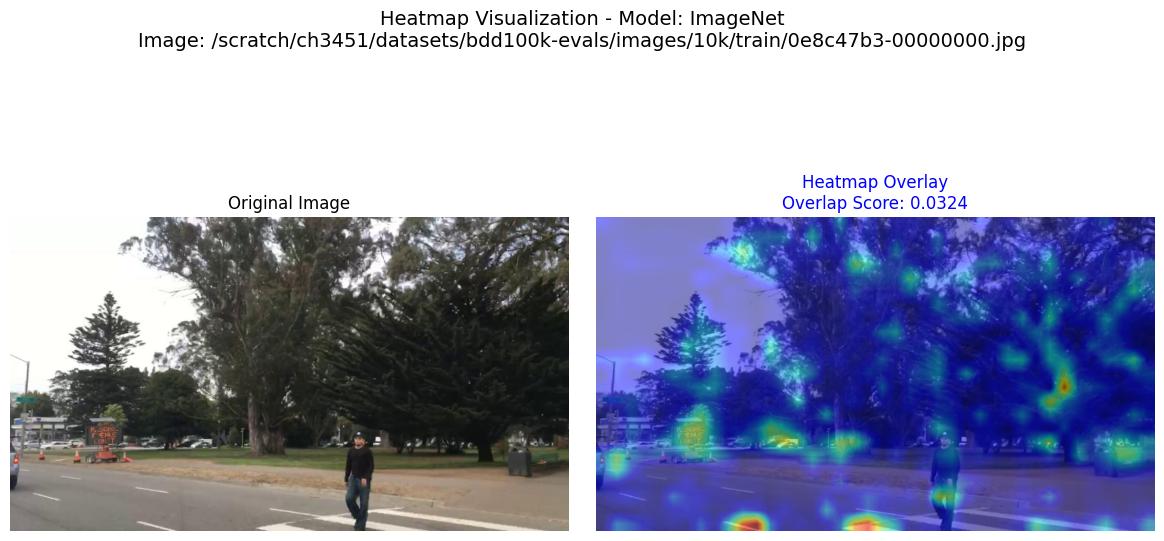 Heatmap Visualization - Model: ImageNet
Image: /scratch/ch3451/datasets/bdd100k-evals/images/10k/train/0e8c47b3-00000000.jpg
Original Image
Heatmap Overlay
Overlap Score: 0.0324